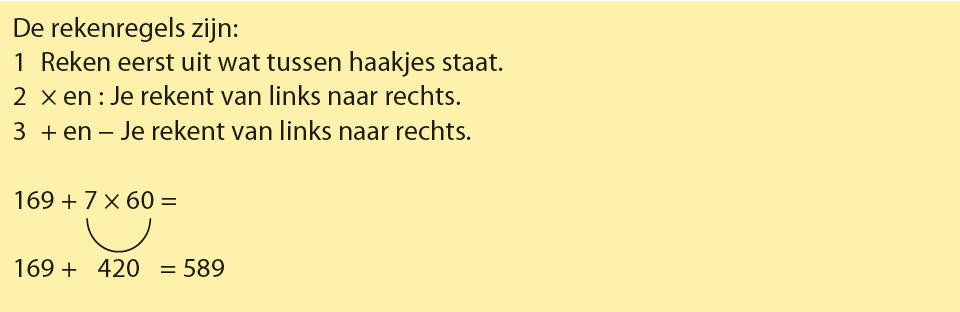 De rekenregels zijn:
1 Reken eerst uit wat tussen haakjes staat.
2 × en : Je rekent van links naar rechts.
3 + en – Je rekent van links naar rechts.
169 + 7 × 60 =
169 + 420 = 589